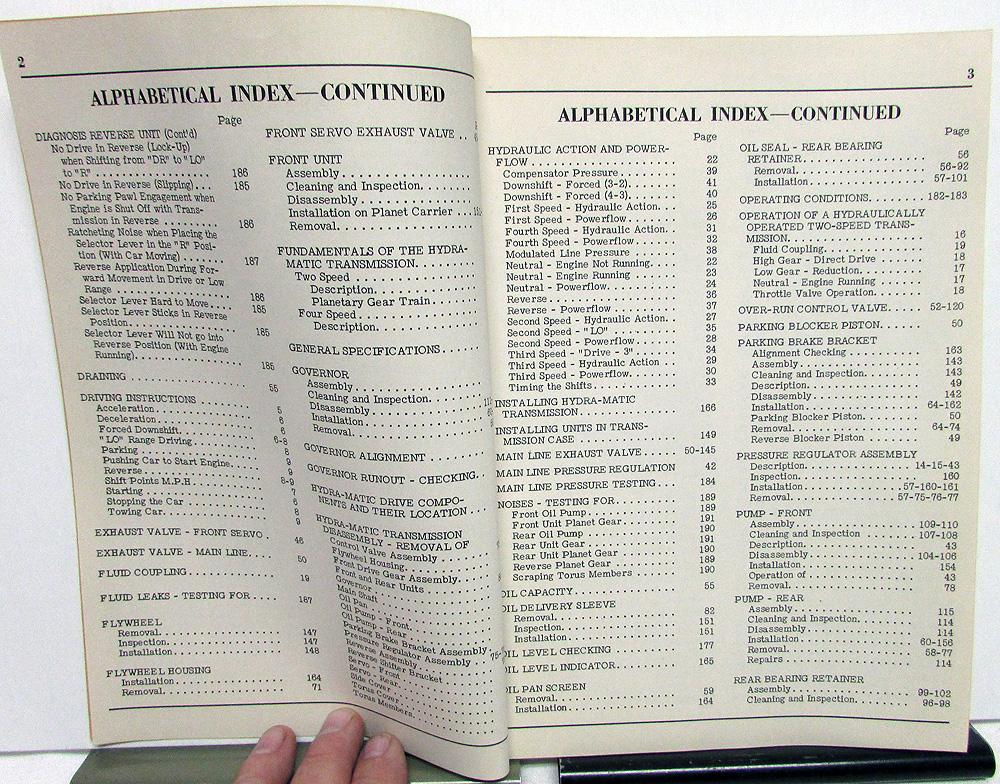 2
ALPHABETICAL INDEX—CONTINUED
Page
DIAGNOSIS REVERSE UNIT (Cont'd)
No Drive in Reverse (Lock-Up)
when Shifting from "DR" to "LO"
to "R" 186
No Drive in Reverse (Slipping) 185
No Parking Pawl Engagement when
Engine is Shut Off with Trans-
mission in Reverse 186
Ratcheting Noise when Placing the
Selector Lever in the "R" Posi-
tion (With Car Moving) 187
Reverse Application During For-
ward Movement in Drive or Low
Range 186
Selector Lever Hard to Move 185
Selector Lever Sticks in Reverse
Position 185
Selector Lever Will Not go into
Reverse Position (With Engine
Running) 185
DRAINING 55
DRIVING INSTRUCTIONS
Acceleration 5
Deceleration 6
Forced Downshift 6
"LO" Range Driving 6-8
Parking 8
Pushing Car to Start Engine 9
Reverse 9
Shift Points M.P.H. 8-9
Starting 7
Stopping the Car 6
Towing Car 8
EXHAUST VALVE - FRONT SERVO 46
EXHAUST VALVE - MAIN LINE 50
FLUID COUPLING 19
FLUID LEAKS - TESTING FOR 187
FLYWHEEL
Removal 147
Inspection 147
Installation 148
FLYWHEEL HOUSING
Installation 164
Removal 71
FRONT SERVO EXHAUST VALVE
FRONT UNIT
Assembly
Cleaning and Inspection
Disassembly
Installation on Planet Carrier
Removal
FUNDAMENTALS OF THE HYDRA-
MATIC TRANSMISSION
Two Speed
Description
Planetary Gear Train
Four Speed
Description
GENERAL SPECIFICATIONS
GOVERNOR
Assembly
Cleaning and Inspection
Disassembly
Installation
Removal
GOVERNOR ALIGNMENT
GOVERNOR RUNOUT - CHECKING
HYDRA-MATIC DRIVE COMPO-
NENTS AND THEIR LOCATION
HYDRA-MATIC TRANSMISSION
DISASSEMBLY - REMOVAL OF
Control Valve Assembly
Flywheel Housing
Front Drive Gear Assembly
Front and Rear Units
Governor
Main Shaft
Oil Pan
Oil Pump - Front
Oil Pump - Rear
Parking Brake Bracket Assembly
Pressure Regulator Assembly
Reverse Assembly
Reverse Shifter Bracket
Servo - Front
Servo - Rear
Side Cover
Torus Cover
Torus Members
3
ALPHABETICAL INDEX—CONTINUED
Page
HYDRAULIC ACTION AND POWER-
FLOW 22
Compensator Pressure 39
Downshift - Forced (3-2) 41
Downshift - Forced (4-3) 40
First Speed - Hydraulic Action 25
First Speed - Powerflow 26
Fourth Speed - Hydraulic Action 31
Fourth Speed - Powerflow 32
Modulated Line Pressure 38
Neutral - Engine Not Running 22
Neutral - Engine Running 23
Neutral - Powerflow 24
Reverse 36
Reverse - Powerflow 37
Second Speed - Hydraulic Action 27
Second Speed - "LO" 35
Second Speed - Powerflow 28
Third Speed - "Drive - 3" 34
Third Speed - Hydraulic Action 29
Third Speed - Powerflow 30
Timing the Shifts 33
INSTALLING HYDRA-MATIC
TRANSMISSION 166
INSTALLING UNITS IN TRANS-
MISSION CASE 149
MAIN LINE EXHAUST VALVE 50-145
MAIN LINE PRESSURE REGULATION 42
MAIN LINE PRESSURE TESTING 184
NOISES - TESTING FOR 189
Front Oil Pump 189
Front Unit Planet Gear 191
Rear Oil Pump 190
Rear Unit Gear 191
Rear Unit Planet Gear 190
Reverse Planet Gear 189
Scraping Torus Members 190
OIL CAPACITY 55
OIL DELIVERY SLEEVE
Removal 82
Inspection 151
Installation 151
OIL LEVEL CHECKING 177
OIL LEVEL INDICATOR 165
OIL PAN SCREEN
Removal 59
Installation 164
Page
OIL SEAL - REAR BEARING
RETAINER 56
Removal 56-92
Installation 57-101
OPERATING CONDITIONS 182-183
OPERATION OF A HYDRAULICALLY
OPERATED TWO-SPEED TRANS-
MISSION 16
Fluid Coupling 19
High Gear - Direct Drive 18
Low Gear - Reduction 17
Neutral - Engine Running 17
Throttle Valve Operation 18
OVER-RUN CONTROL VALVE 52-120
PARKING BLOCKER PISTON 50
PARKING BRAKE BRACKET
Alignment Checking 163
Assembly 143
Cleaning and Inspection 143
Description 49
Disassembly 142
Installation 64-162
Parking Blocker Piston 50
Removal 64-74
Reverse Blocker Piston 49
PRESSURE REGULATOR ASSEMBLY
Description 14-15-43
Inspection 160
Installation 57-160-161
Removal 57-75-76-77
PUMP - FRONT
Assembly 109-110
Cleaning and Inspection 107-108
Description 43
Disassembly 104-106
Installation 154
Operation of 43
Removal 78
PUMP - REAR
Assembly 115
Cleaning and Inspection 114
Disassembly 114
Installation 60-156
Removal 58-77
Repairs 114
REAR BEARING RETAINER
Assembly 99-102
Cleaning and Inspection 96-98